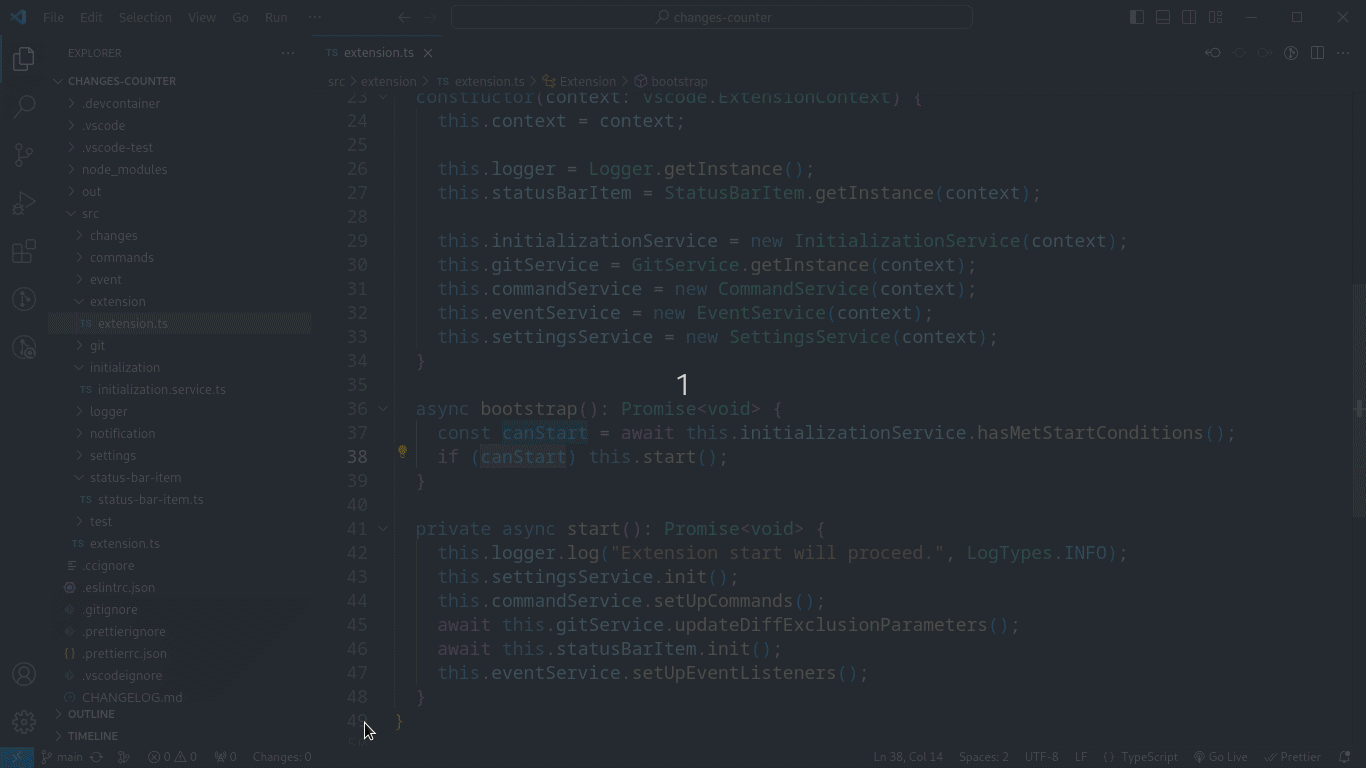 File Edit Selection View Go Run ···
changes-counter
EXPLORER ···
TS extension.ts
CHANGES-COUNTER
src > extension > TS extension.ts > Extension > bootstrap
.devcontainer
.vscode
.vscode-test
node_modules
out
src
changes
commands
event
extension
TS extension.ts
git
initialization
TS initialization.service.ts
logger
notification
settings
status-bar-item
TS status-bar-item.ts
test
TS extension.ts
.ccignore
.eslintrc.json
.gitignore
.prettierignore
{} .prettierrc.json
.vscodeignore
CHANGELOG.md
OUTLINE
TIMELINE
23 constructor(context: vscode.ExtensionContext) {
24 this.context = context;
25
26 this.logger = Logger.getInstance();
27 this.statusBarItem = StatusBarItem.getInstance(context);
28
29 this.initializationService = new InitializationService(context);
30 this.gitService = GitService.getInstance(context);
31 this.commandService = new CommandService(context);
32 this.eventService = new EventService(context);
33 this.settingsService = new SettingsService(context);
34 }
35
1
36 async bootstrap(): Promise<void> {
37 const canStart = await this.initializationService.hasMetStartConditions();
38 if (canStart) this.start();
39 }
40
41 private async start(): Promise<void> {
42 this.logger.log("Extension start will proceed.", LogTypes.INFO);
43 this.settingsService.init();
44 this.commandService.setUpCommands();
45 await this.gitService.updateDiffExclusionParameters();
46 await this.statusBarItem.init();
47 this.eventService.setUpEventListeners();
48 }
49 }
main 0 0 0 Changes: 0 Ln 38, Col 14 Spaces: 2 UTF-8 LF {} TypeScript Go Live Prettier